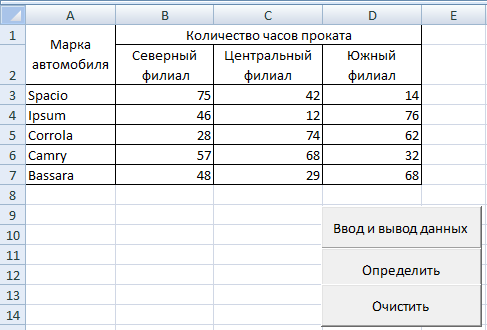 A B C D E
1 Марка автомобиля Количество часов проката
2 Северный филиал Центральный филиал Южный филиал
3 Spacio 75 42 14
4 Ipsum 46 12 76
5 Corrola 28 74 62
6 Camry 57 68 32
7 Bassara 48 29 68
8
9
10 Ввод и вывод данных
11
12 Определить
13
14 Очистить